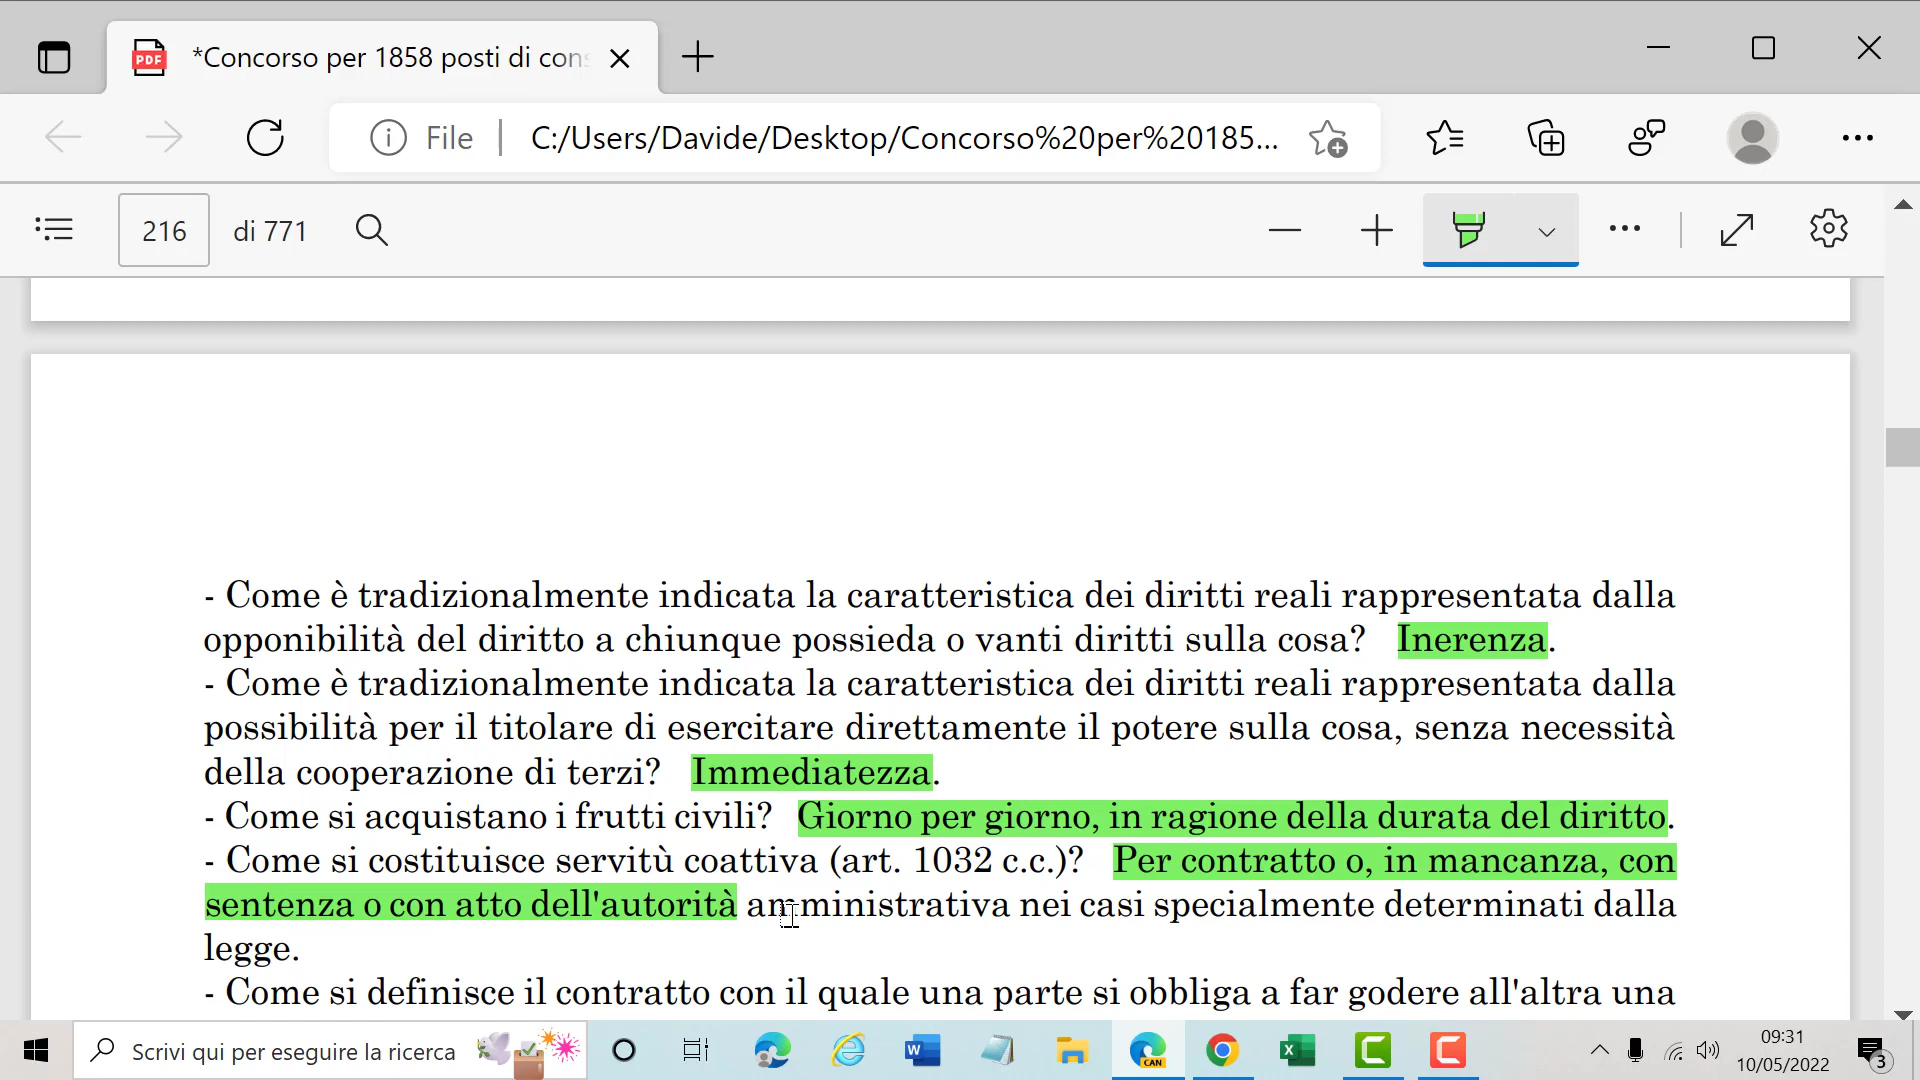 *Concorso per 1858 posti di con
File
C:/Users/Davide/Desktop/Concorso%20per%20185...
216
di 771
- Come è tradizionalmente indicata la caratteristica dei diritti reali rappresentata dalla
opponibilità del diritto a chiunque possieda o vanti diritti sulla cosa? Inerenza.
- Come è tradizionalmente indicata la caratteristica dei diritti reali rappresentata dalla
possibilità per il titolare di esercitare direttamente il potere sulla cosa, senza necessità
della cooperazione di terzi? Immediatezza.
- Come si acquistano i frutti civili? Giorno per giorno, in ragione della durata del diritto.
- Come si costituisce servitù coattiva (art. 1032 c.c.)? Per contratto o, in mancanza, con
sentenza o con atto dell'autorità amministrativa nei casi specialmente determinati dalla
legge.
- Come si definisce il contratto con il quale una parte si obbliga a far godere all'altra una
Scrivi qui per eseguire la ricerca
CAN
09:31
10/05/2022
3